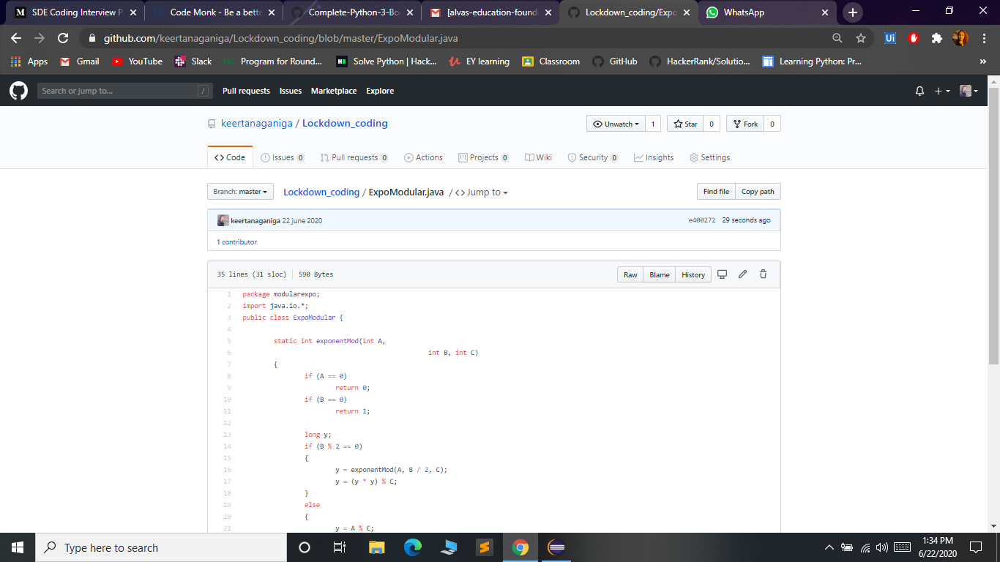 SDE Coding Interview P
Code Monk - Be a bette
Complete-Python-3-Bo
[alvas-education-found
Lockdown_coding/Expo
WhatsApp
github.com/keertanaganiga/Lockdown_coding/blob/master/ExpoModular.java
Apps Gmail YouTube Slack Program for Round... Solve Python | Hack... EY learning Classroom GitHub HackerRank/Solutio... Learning Python: Pr... »
Search or jump to... / Pull requests Issues Marketplace Explore
keertanaganiga / Lockdown_coding
Unwatch 1 Star 0 Fork 0
Code Issues 0 Pull requests 0 Actions Projects 0 Wiki Security 0 Insights Settings
Branch: master Lockdown_coding / ExpoModular.java / <> Jump to Find file Copy path
keertanaganiga 22 june 2020 e400272 29 seconds ago
1 contributor
35 lines (31 sloc) 590 Bytes Raw Blame History
1 package modularexpo;
2 import java.io.*;
3 public class ExpoModular {
4
5 static int exponentMod(int A,
6 int B, int C)
7 {
8 if (A == 0)
9 return 0;
10 if (B == 0)
11 return 1;
12
13 long y;
14 if (B % 2 == 0)
15 {
16 y = exponentMod(A, B / 2, C);
17 y = (y * y) % C;
18 }
19 else
20 {
21 y = A % C;
Type here to search
1:34 PM
6/22/2020